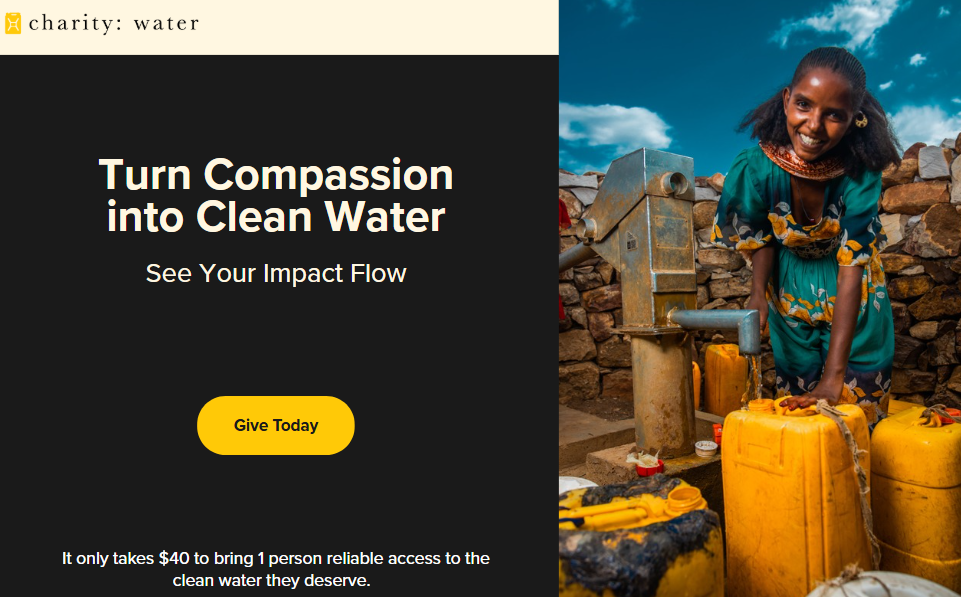 charity: water
Turn Compassion
into Clean Water
See Your Impact Flow
Give Today
It only takes $40 to bring 1 person reliable access to the
clean water they deserve.